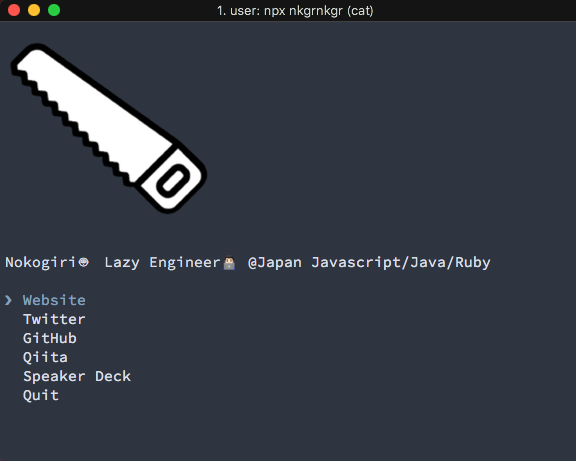 1. user: npx nkgrnkgr (cat)
Nokogiri😷 Lazy Engineer👨‍💻 @Japan Javascript/Java/Ruby
❯ Website
Twitter
GitHub
Qiita
Speaker Deck
Quit